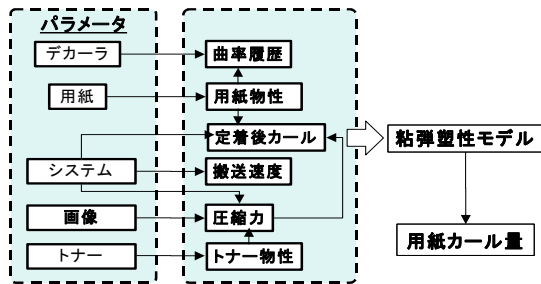 パラメータ
デカーラ
用紙
システム
画像
トナー
曲率履歴
用紙物性
定着後カール
搬送速度
圧縮力
トナー物性
粘弾塑性モデル
用紙カール量